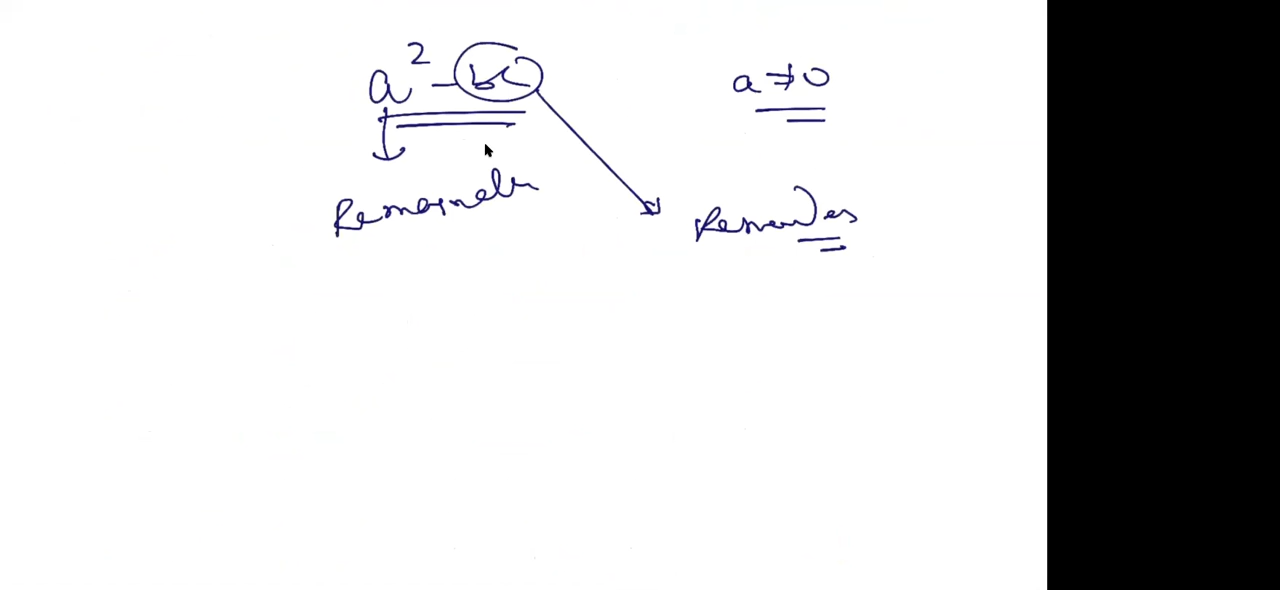 a² - bc
a ≠ 0
Remainder
Remainder